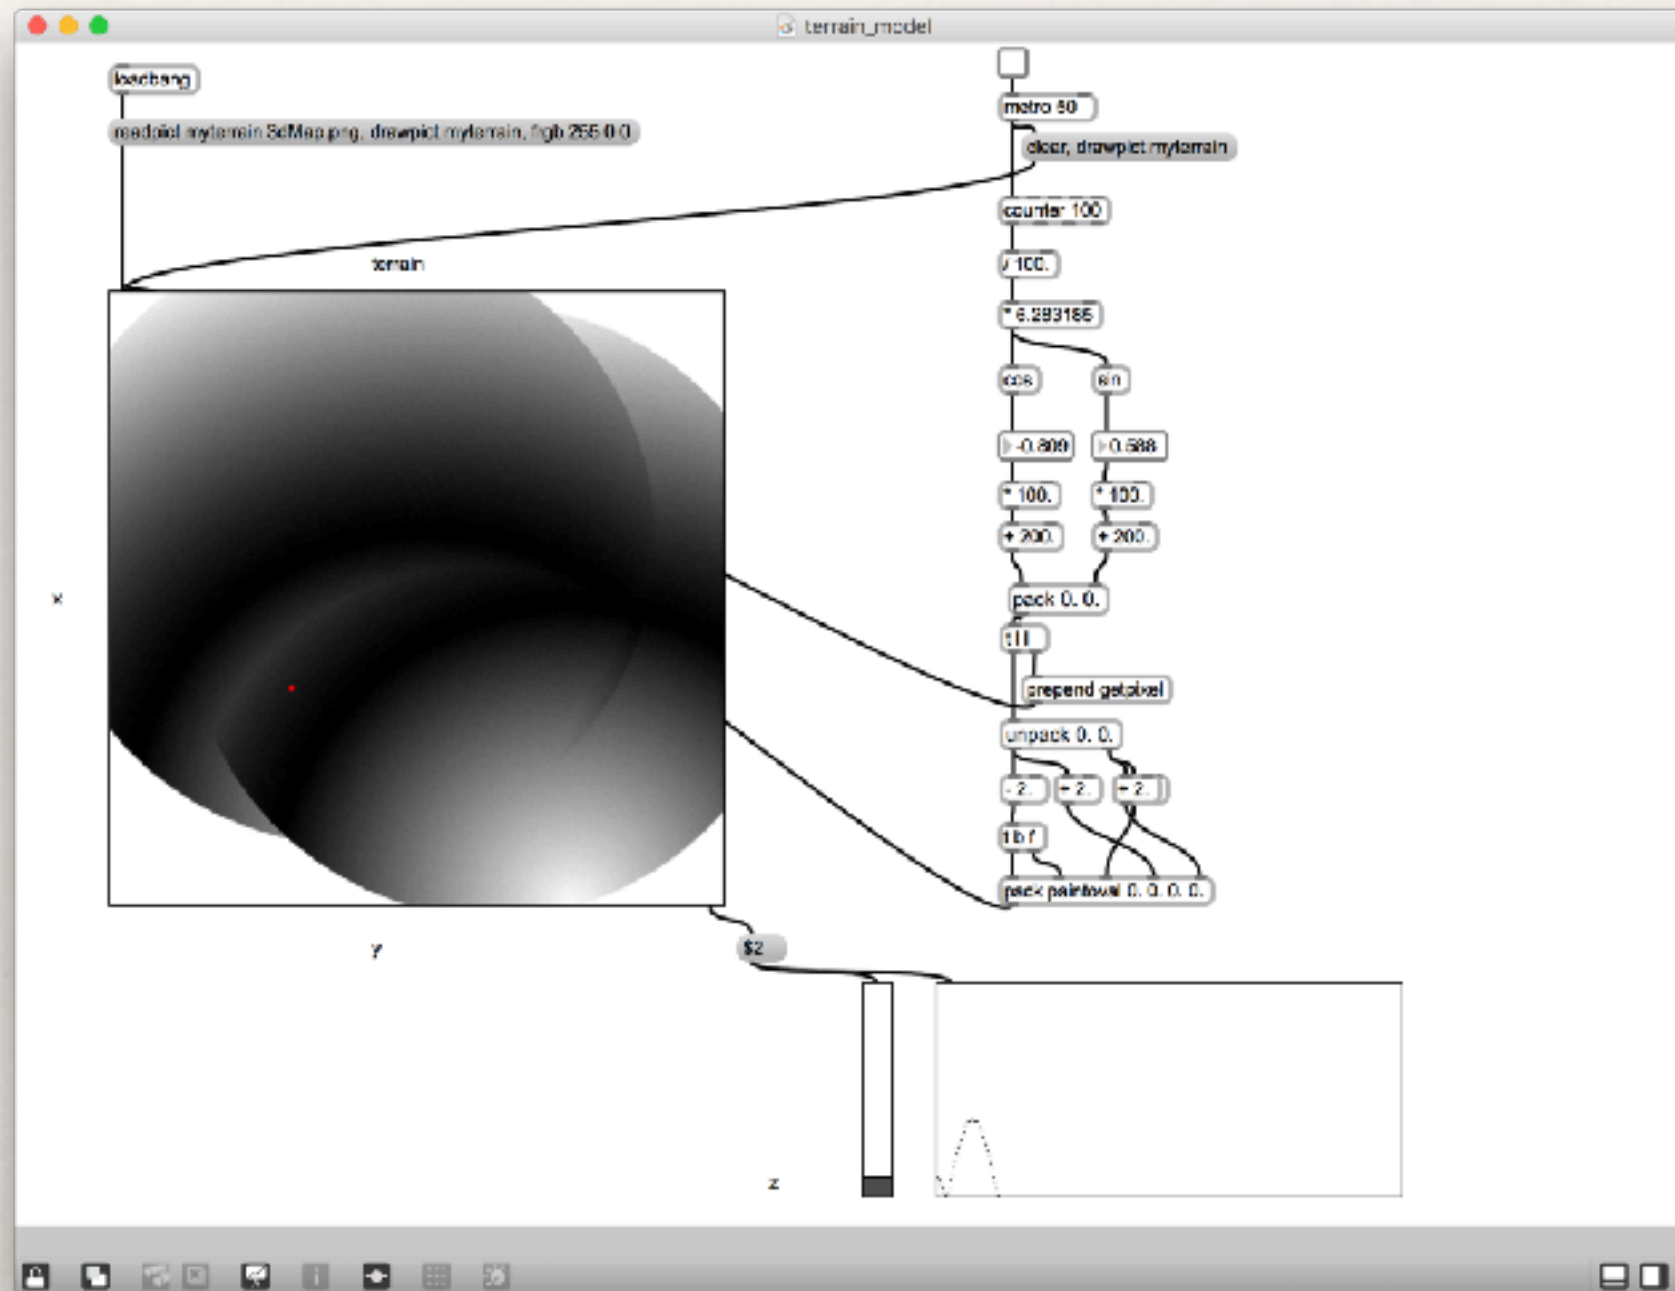 terrain_model
loadbang
readpict myterrain 3dMap.png, drawpict myterrain, frgb 255 0 0
metro 50
clear, drawpict myterrain
counter 100
/ 100.
* 6.283185
terrain
cos
sin
-0.809
0.588
* 100.
* 100.
+ 200.
+ 200.
pack 0. 0.
x
t l l
prepend getpixel
unpack 0. 0.
- 2.
+ 2.
+ 2.
t b f
pack paintoval 0. 0. 0. 0.
y
$2
z